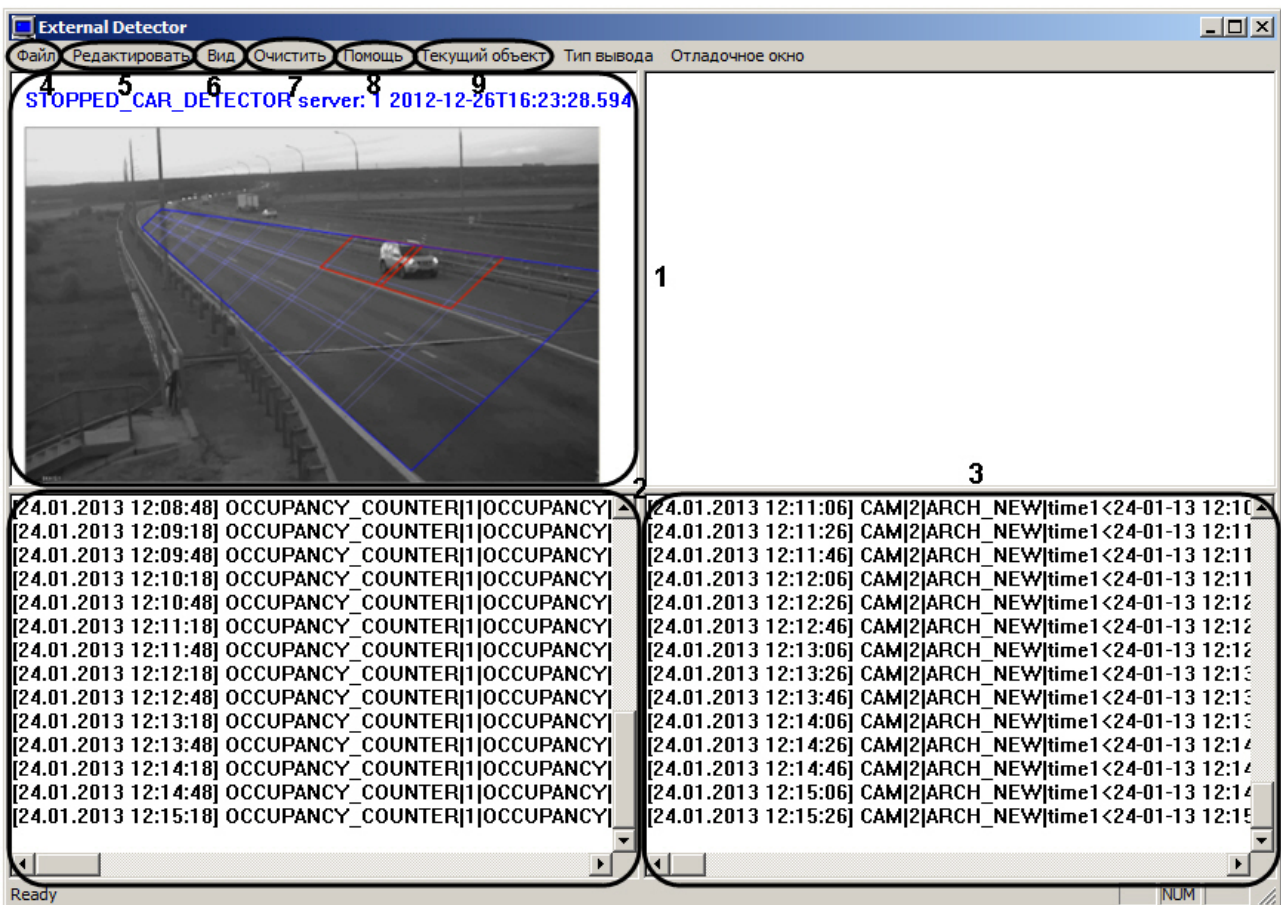 External Detector
Файл Редактировать Вид Очистить Помощь Текущий объект Тип вывода Отладочное окно
4 5 6 7 8 9
STOPPED_CAR_DETECTOR server: 1 2012-12-26T16:23:28.594
1
3
2
[24.01.2013 12:08:48] OCCUPANCY_COUNTER|1|OCCUPANCY|
[24.01.2013 12:09:18] OCCUPANCY_COUNTER|1|OCCUPANCY|
[24.01.2013 12:09:48] OCCUPANCY_COUNTER|1|OCCUPANCY|
[24.01.2013 12:10:18] OCCUPANCY_COUNTER|1|OCCUPANCY|
[24.01.2013 12:10:48] OCCUPANCY_COUNTER|1|OCCUPANCY|
[24.01.2013 12:11:18] OCCUPANCY_COUNTER|1|OCCUPANCY|
[24.01.2013 12:11:48] OCCUPANCY_COUNTER|1|OCCUPANCY|
[24.01.2013 12:12:18] OCCUPANCY_COUNTER|1|OCCUPANCY|
[24.01.2013 12:12:48] OCCUPANCY_COUNTER|1|OCCUPANCY|
[24.01.2013 12:13:18] OCCUPANCY_COUNTER|1|OCCUPANCY|
[24.01.2013 12:13:48] OCCUPANCY_COUNTER|1|OCCUPANCY|
[24.01.2013 12:14:18] OCCUPANCY_COUNTER|1|OCCUPANCY|
[24.01.2013 12:14:48] OCCUPANCY_COUNTER|1|OCCUPANCY|
[24.01.2013 12:15:18] OCCUPANCY_COUNTER|1|OCCUPANCY|
[24.01.2013 12:11:06] CAM|2|ARCH_NEW|time1<24-01-13 12:10
[24.01.2013 12:11:26] CAM|2|ARCH_NEW|time1<24-01-13 12:11
[24.01.2013 12:11:46] CAM|2|ARCH_NEW|time1<24-01-13 12:11
[24.01.2013 12:12:06] CAM|2|ARCH_NEW|time1<24-01-13 12:11
[24.01.2013 12:12:26] CAM|2|ARCH_NEW|time1<24-01-13 12:12
[24.01.2013 12:12:46] CAM|2|ARCH_NEW|time1<24-01-13 12:12
[24.01.2013 12:13:06] CAM|2|ARCH_NEW|time1<24-01-13 12:12
[24.01.2013 12:13:26] CAM|2|ARCH_NEW|time1<24-01-13 12:13
[24.01.2013 12:13:46] CAM|2|ARCH_NEW|time1<24-01-13 12:13
[24.01.2013 12:14:06] CAM|2|ARCH_NEW|time1<24-01-13 12:13
[24.01.2013 12:14:26] CAM|2|ARCH_NEW|time1<24-01-13 12:14
[24.01.2013 12:14:46] CAM|2|ARCH_NEW|time1<24-01-13 12:14
[24.01.2013 12:15:06] CAM|2|ARCH_NEW|time1<24-01-13 12:14
[24.01.2013 12:15:26] CAM|2|ARCH_NEW|time1<24-01-13 12:15
Ready
NUM